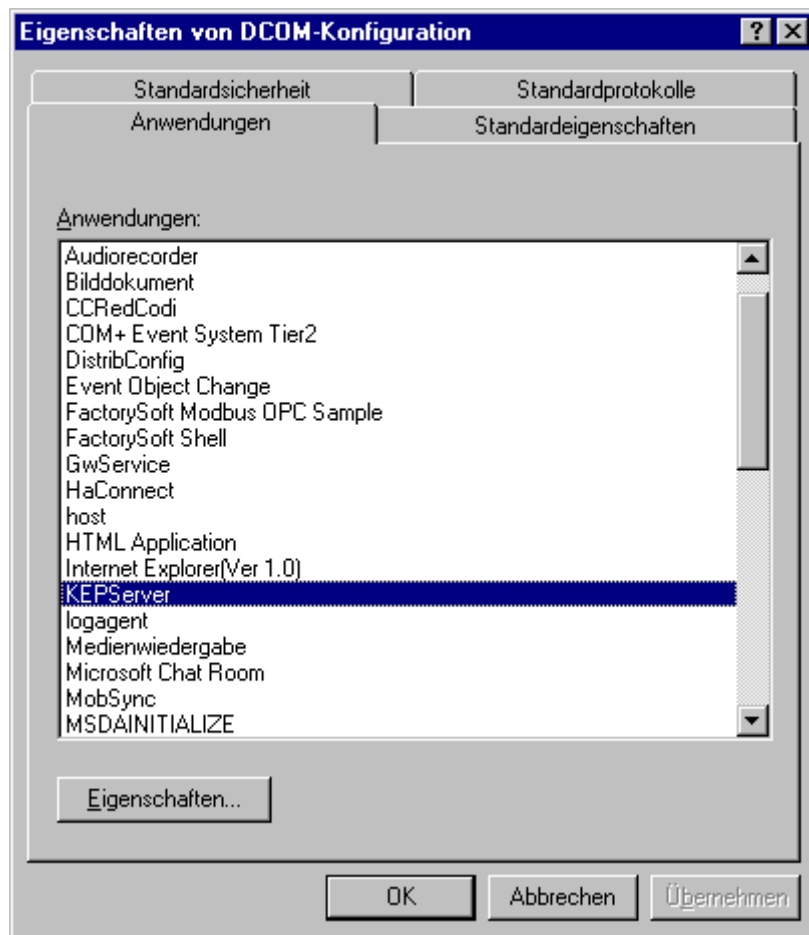 Eigenschaften von DCOM-Konfiguration
Standardsicherheit
Standardprotokolle
Anwendungen
Standardeigenschaften
Anwendungen:
Audiorecorder
Bilddokument
CCRedCodi
COM+ Event System Tier2
DistribConfig
Event Object Change
FactorySoft Modbus OPC Sample
FactorySoft Shell
GwService
HaConnect
host
HTML Application
Internet Explorer(Ver 1.0)
KEPServer
logagent
Medienwiedergabe
Microsoft Chat Room
MobSync
MSDAINITIALIZE
Eigenschaften...
OK
Abbrechen
Übernehmen